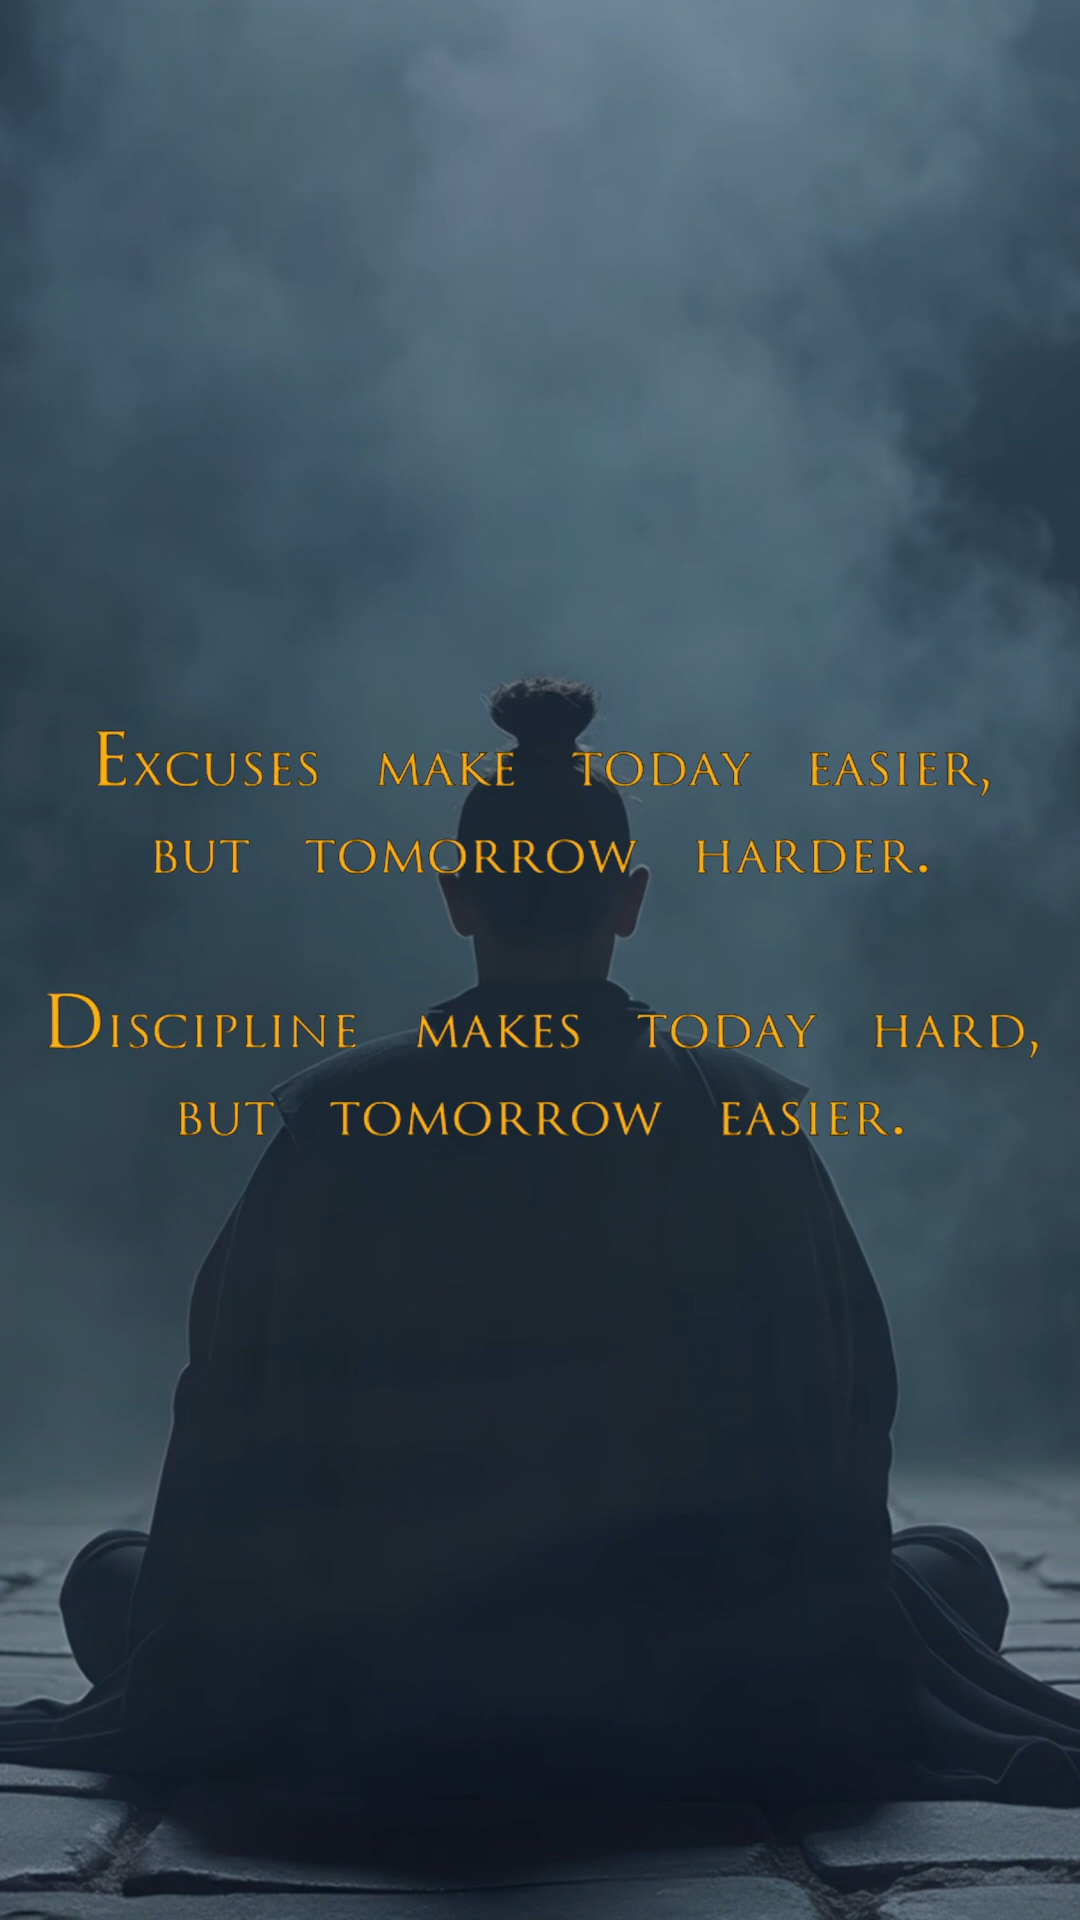 Excuses make today easier,
but tomorrow harder.
Discipline makes today hard,
but tomorrow easier.